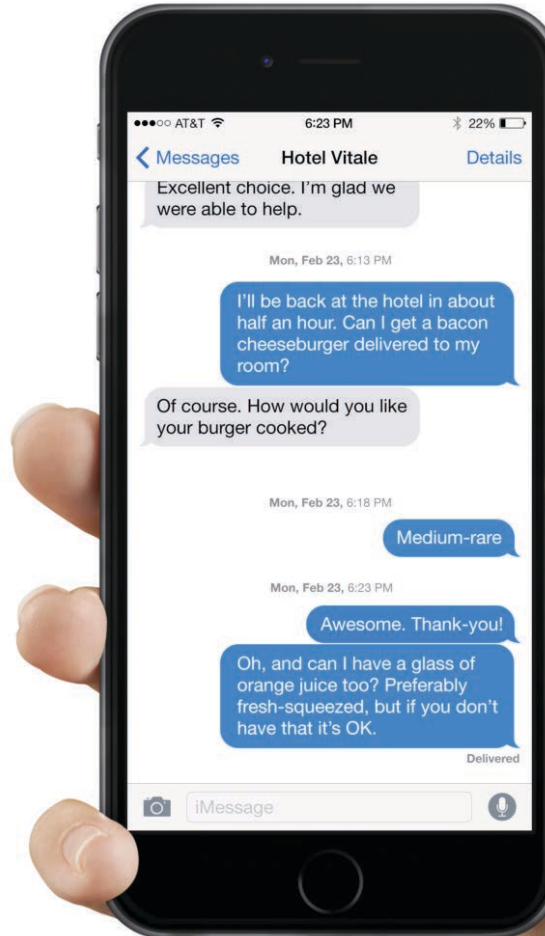 AT&T 6:23 PM 22%
Messages Hotel Vitale Details
Excellent choice. I'm glad we
were able to help.
Mon, Feb 23, 6:13 PM
I'll be back at the hotel in about
half an hour. Can I get a bacon
cheeseburger delivered to my
room?
Of course. How would you like
your burger cooked?
Mon, Feb 23, 6:18 PM
Medium-rare
Mon, Feb 23, 6:23 PM
Awesome. Thank-you!
Oh, and can I have a glass of
orange juice too? Preferably
fresh-squeezed, but if you don't
have that it's OK.
Delivered
iMessage